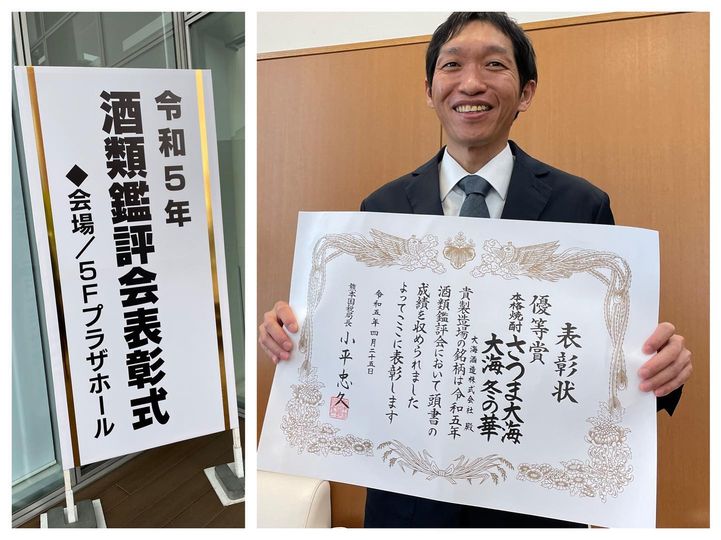 令和5年
酒類鑑評会表彰式
◆会場/5Fプラザホール
表彰状
優等賞
本格焼酎 さつま大海
大海 冬の華
大海酒造株式会社 殿
貴製造場の銘柄は令和五年
酒類鑑評会において頭書の
成績を収められました
よってここに表彰します
令和五年 四月二十五日
熊本国税局長 小平忠久